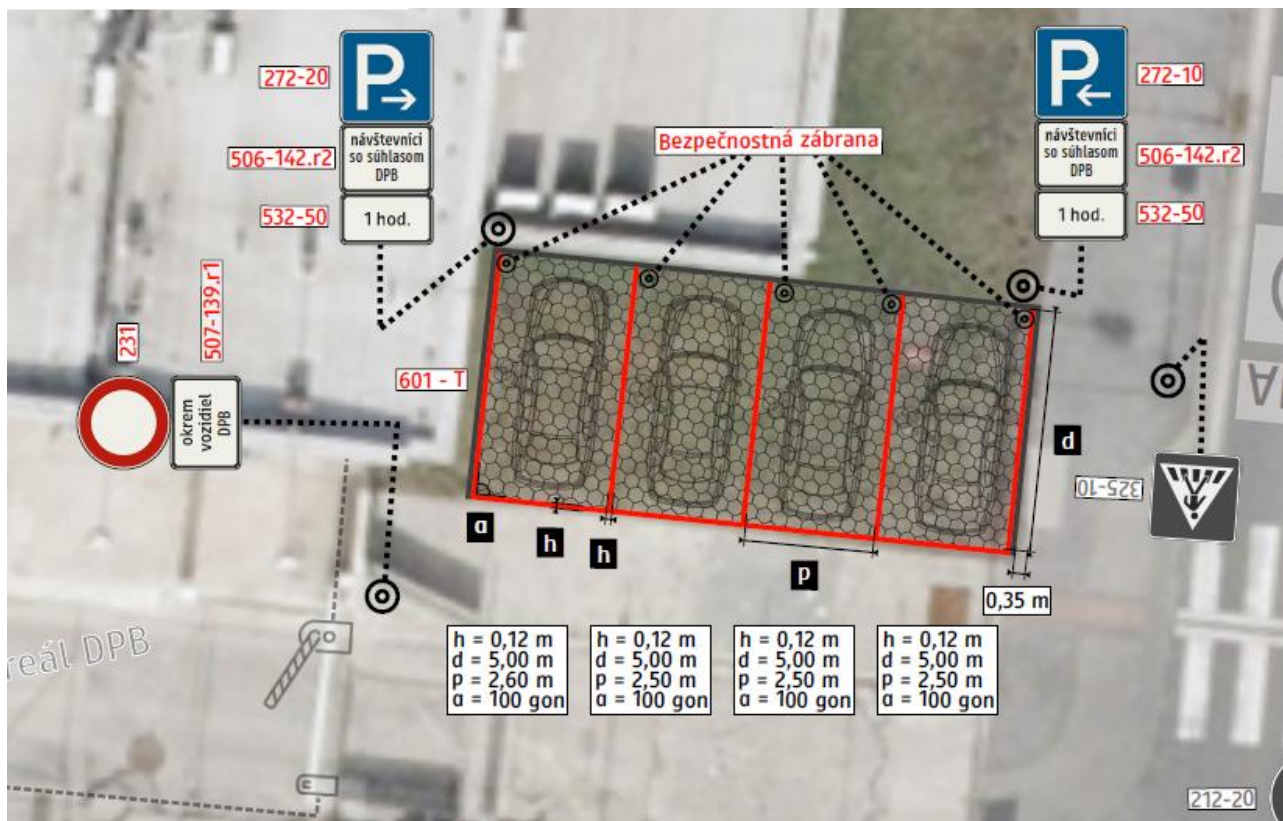 272-20
P
návštevníci
so súhlasom
DPB
506-142.r2
1 hod.
532-50
Bezpečnostná zábrana
P
272-10
návštevníci
so súhlasom
DPB
506-142.r2
1 hod.
532-50
231
507-139.r1
okrem
vozidiel
DPB
601 - T
d
325-10
a
h
h
p
0,35 m
h = 0,12 m
d = 5,00 m
p = 2,60 m
a = 100 gon
h = 0,12 m
d = 5,00 m
p = 2,50 m
a = 100 gon
h = 0,12 m
d = 5,00 m
p = 2,50 m
a = 100 gon
h = 0,12 m
d = 5,00 m
p = 2,50 m
a = 100 gon
reál DPB
212-20